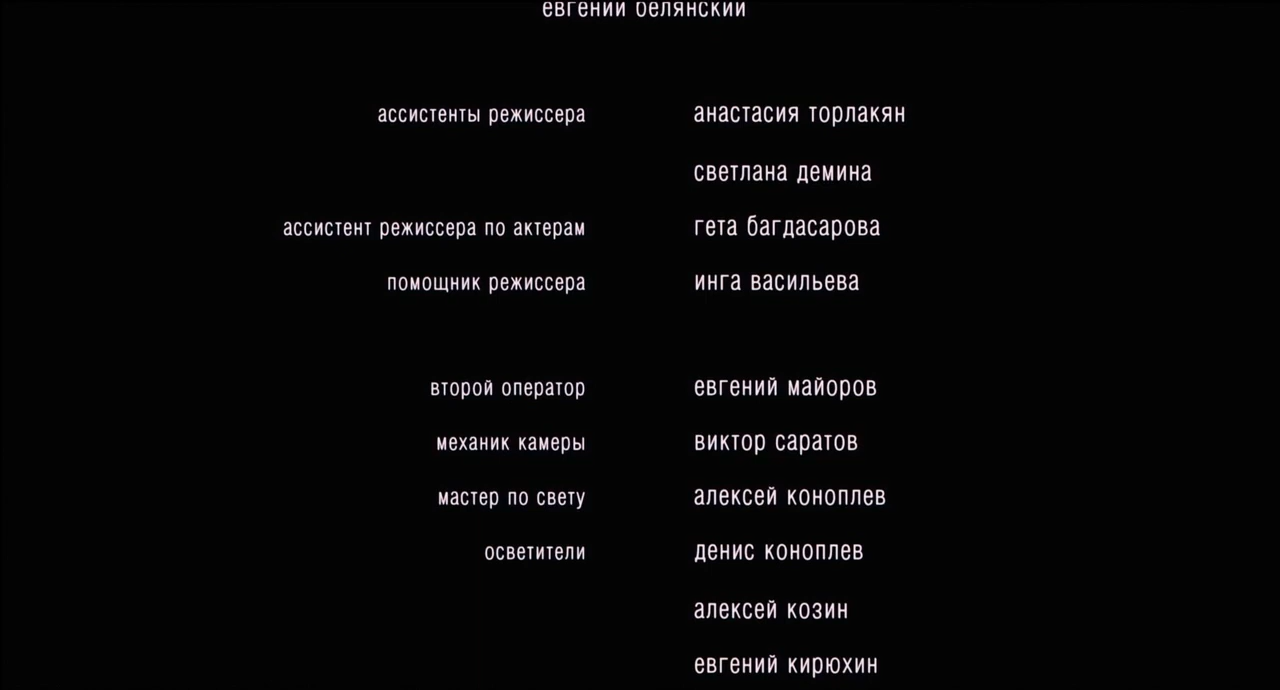 евгений белянский
ассистенты режиссера анастасия торлакян
светлана демина
ассистент режиссера по актерам гета багдасарова
помощник режиссера инга васильева
второй оператор евгений майоров
механик камеры виктор саратов
мастер по свету алексей коноплев
осветители денис коноплев
алексей козин
евгений кирюхин